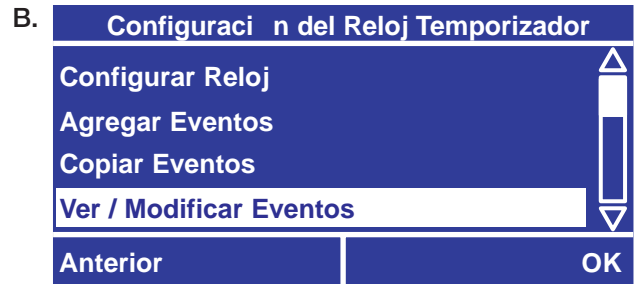 B.
Configuraci n del Reloj Temporizador
Configurar Reloj
Agregar Eventos
Copiar Eventos
Ver / Modificar Eventos
Anterior OK